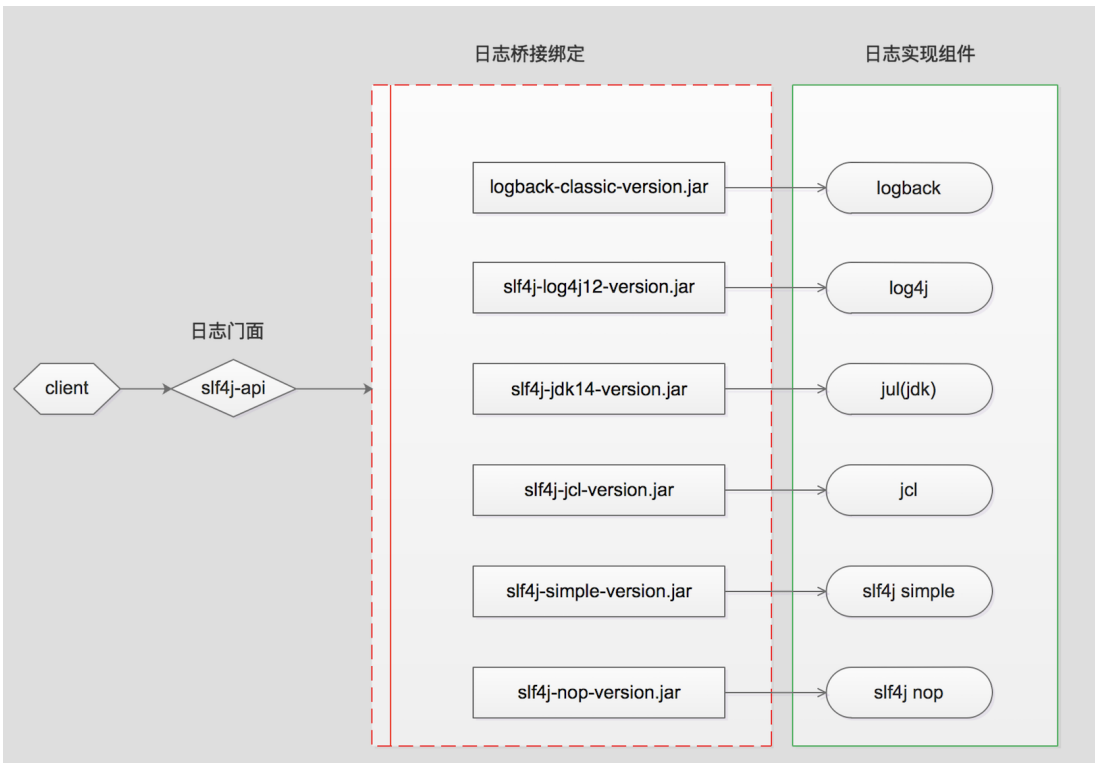 日志桥接绑定
日志实现组件
logback-classic-version.jar
logback
slf4j-log4j12-version.jar
log4j
日志门面
client
slf4j-api
slf4j-jdk14-version.jar
jul(jdk)
slf4j-jcl-version.jar
jcl
slf4j-simple-version.jar
slf4j simple
slf4j-nop-version.jar
slf4j nop